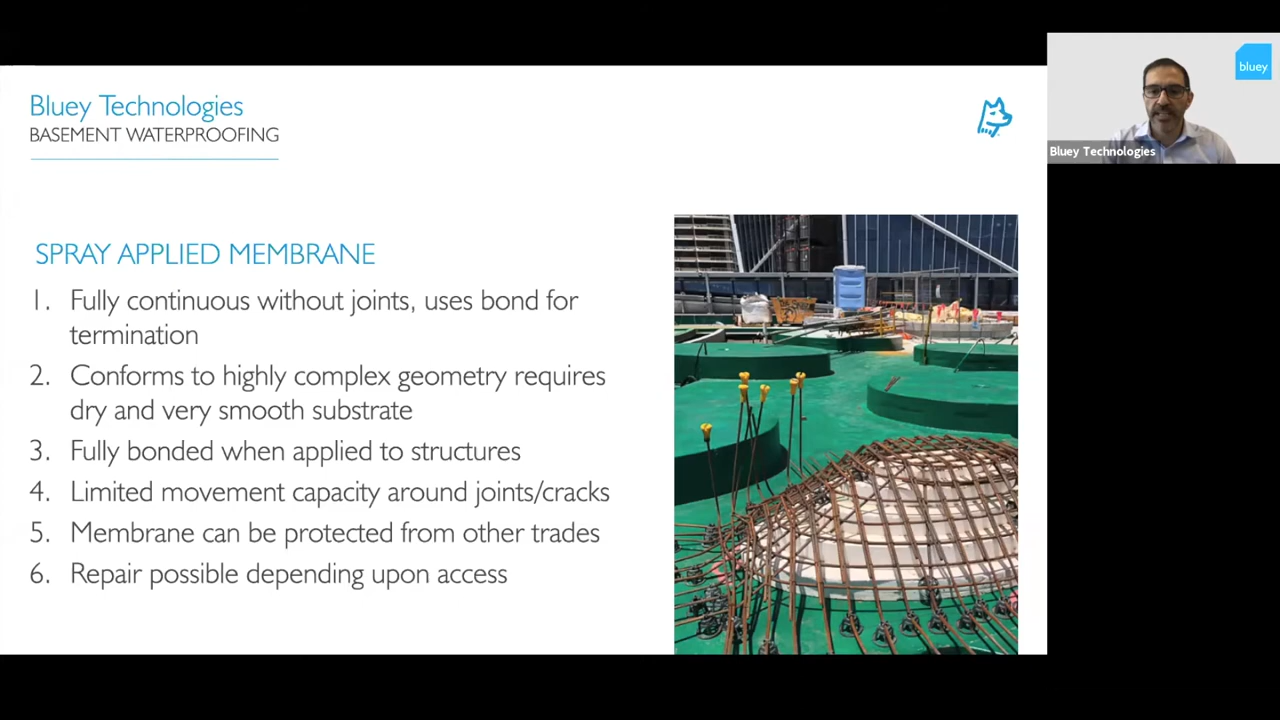 Bluey Technologies
BASEMENT WATERPROOFING
SPRAY APPLIED MEMBRANE
1. Fully continuous without joints, uses bond for
termination
2. Conforms to highly complex geometry requires
dry and very smooth substrate
3. Fully bonded when applied to structures
4. Limited movement capacity around joints/cracks
5. Membrane can be protected from other trades
6. Repair possible depending upon access
bluey
Bluey Technologies